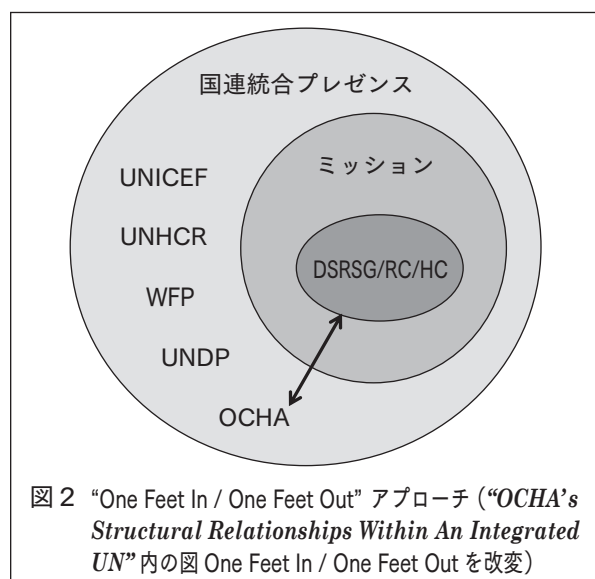 国連統合プレゼンス
ミッション
UNICEF
UNHCR
DSRSG/RC/HC
WFP
UNDP
OCHA
図2 “One Feet In / One Feet Out” アプローチ (“OCHA’s
Structural Relationships Within An Integrated
UN” 内の図 One Feet In / One Feet Out を改変)